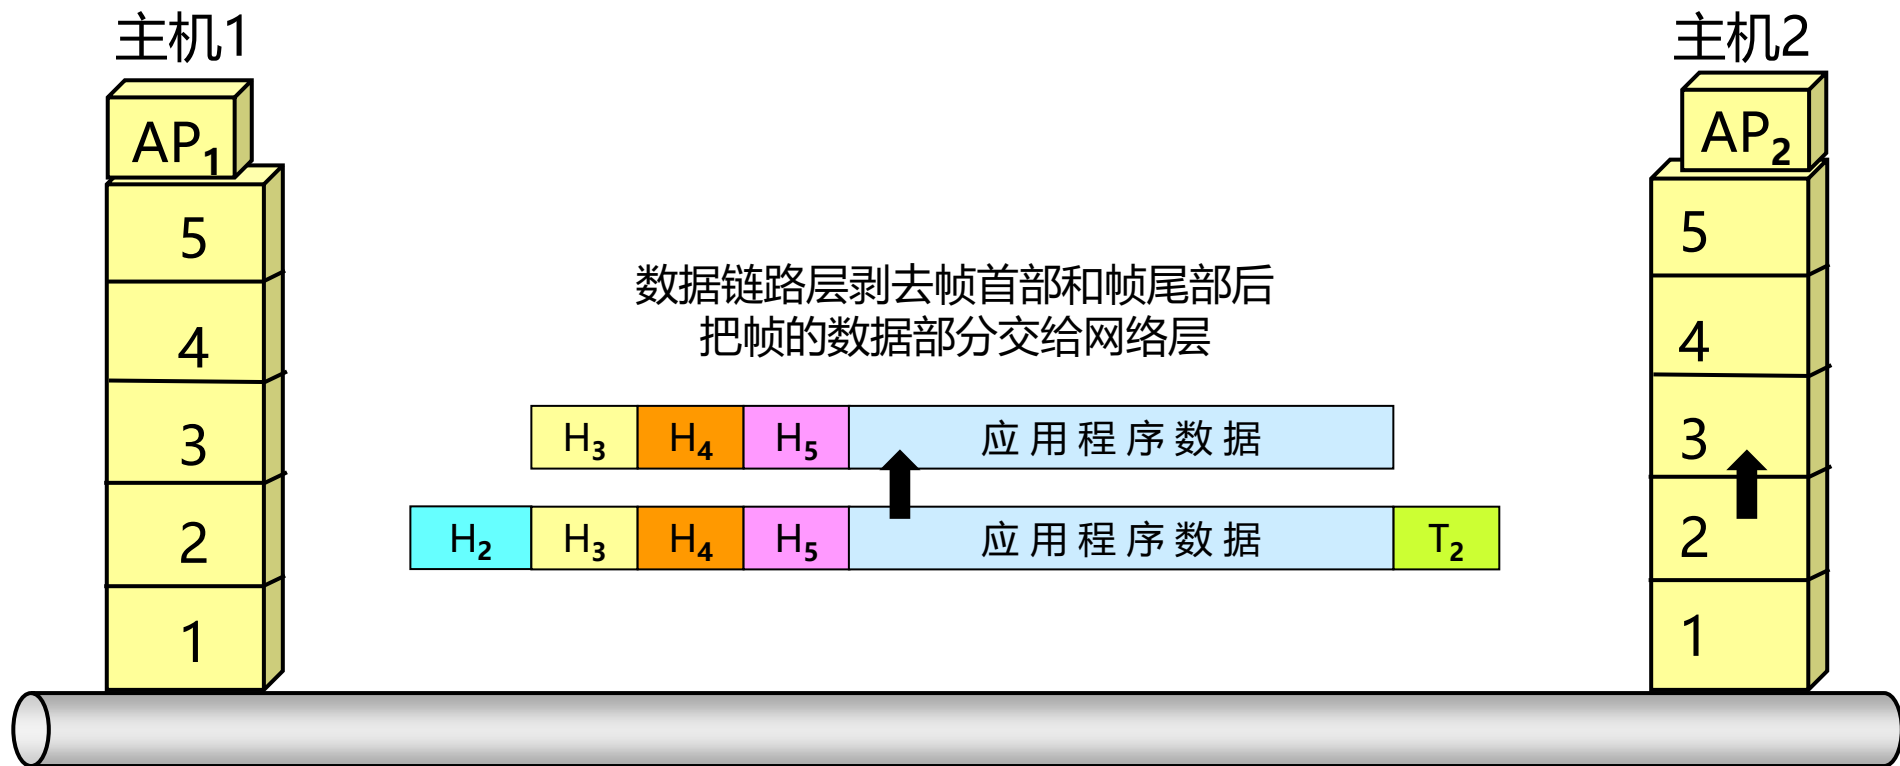 主机1
主机2
AP1
AP2
5
5
数据链路层剥去帧首部和帧尾部后
把帧的数据部分交给网络层
4
4
H3 H4 H5 应用程序数据
3
3
H2 H3 H4 H5 应用程序数据 T2
2
2
1
1